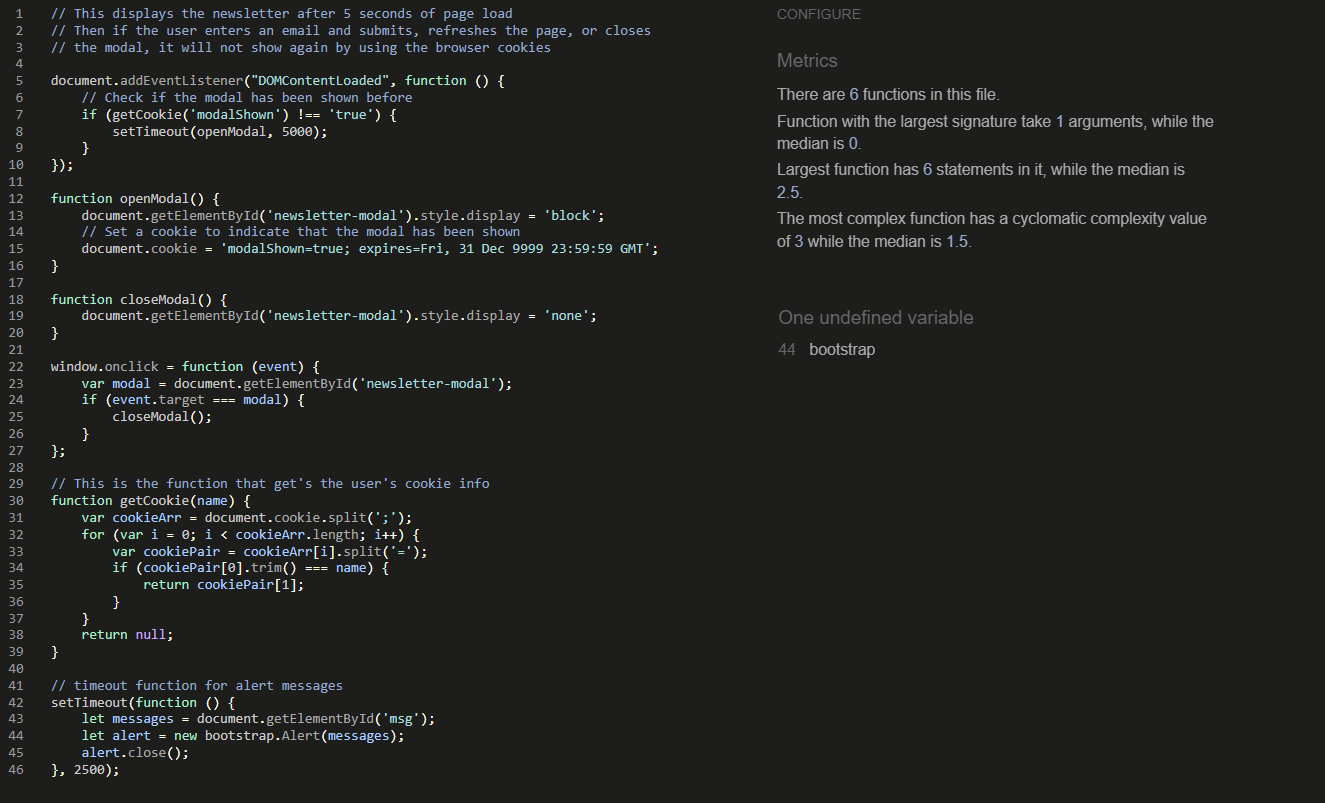 1 // This displays the newsletter after 5 seconds of page load
2 // Then if the user enters an email and submits, refreshes the page, or closes
3 // the modal, it will not show again by using the browser cookies
4
5 document.addEventListener("DOMContentLoaded", function () {
6     // Check if the modal has been shown before
7     if (getCookie('modalShown') !== 'true') {
8         setTimeout(openModal, 5000);
9     }
10 });
11
12 function openModal() {
13     document.getElementById('newsletter-modal').style.display = 'block';
14     // Set a cookie to indicate that the modal has been shown
15     document.cookie = 'modalShown=true; expires=Fri, 31 Dec 9999 23:59:59 GMT';
16 }
17
18 function closeModal() {
19     document.getElementById('newsletter-modal').style.display = 'none';
20 }
21
22 window.onclick = function (event) {
23     var modal = document.getElementById('newsletter-modal');
24     if (event.target === modal) {
25         closeModal();
26     }
27 };
28
29 // This is the function that get's the user's cookie info
30 function getCookie(name) {
31     var cookieArr = document.cookie.split(';');
32     for (var i = 0; i < cookieArr.length; i++) {
33         var cookiePair = cookieArr[i].split('=');
34         if (cookiePair[0].trim() === name) {
35             return cookiePair[1];
36         }
37     }
38     return null;
39 }
40
41 // timeout function for alert messages
42 setTimeout(function () {
43     let messages = document.getElementById('msg');
44     let alert = new bootstrap.Alert(messages);
45     alert.close();
46 }, 2500);
CONFIGURE
Metrics
There are 6 functions in this file.
Function with the largest signature take 1 arguments, while the
median is 0.
Largest function has 6 statements in it, while the median is
2.5.
The most complex function has a cyclomatic complexity value
of 3 while the median is 1.5.
One undefined variable
44 bootstrap